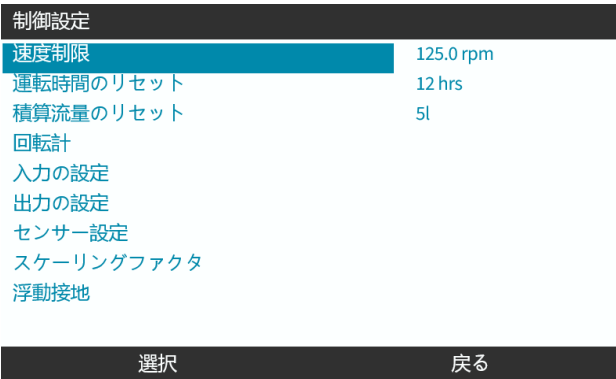 制御設定
速度制限 125.0 rpm
運転時間のリセット 12 hrs
積算流量のリセット 5l
回転計
入力の設定
出力の設定
センサー設定
スケーリングファクタ
浮動接地
選択 戻る